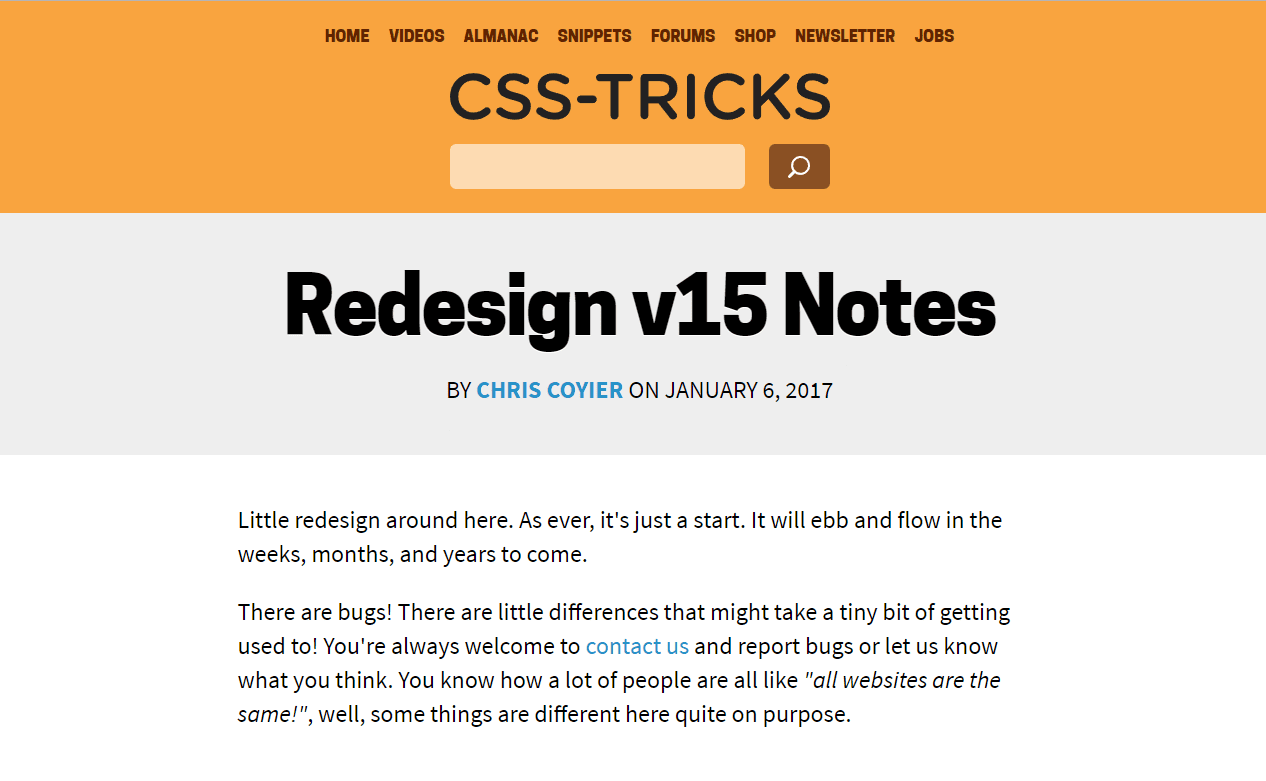 HOME VIDEOS ALMANAC SNIPPETS FORUMS SHOP NEWSLETTER JOBS
CSS-TRICKS
Redesign v15 Notes
BY CHRIS COYIER ON JANUARY 6, 2017
Little redesign around here. As ever, it's just a start. It will ebb and flow in the
weeks, months, and years to come.
There are bugs! There are little differences that might take a tiny bit of getting
used to! You're always welcome to contact us and report bugs or let us know
what you think. You know how a lot of people are all like "all websites are the
same!", well, some things are different here quite on purpose.